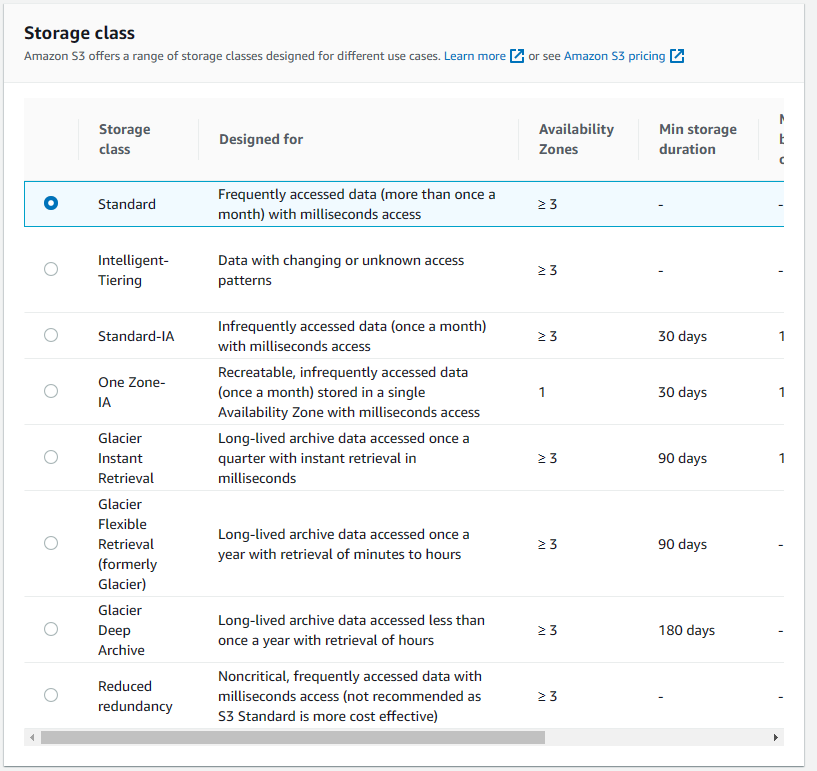 Storage class
Amazon S3 offers a range of storage classes designed for different use cases. Learn more or see Amazon S3 pricing
Storage class
Designed for
Availability Zones
Min storage duration
Standard
Frequently accessed data (more than once a
month) with milliseconds access
≥ 3
-
-
Intelligent-
Tiering
Data with changing or unknown access
patterns
≥ 3
-
-
Standard-IA
Infrequently accessed data (once a month)
with milliseconds access
≥ 3
30 days
1
One Zone-
IA
Recreatable, infrequently accessed data
(once a month) stored in a single
Availability Zone with milliseconds access
1
30 days
1
Glacier
Instant
Retrieval
Long-lived archive data accessed once a
quarter with instant retrieval in
milliseconds
≥ 3
90 days
1
Glacier
Flexible
Retrieval
(formerly
Glacier)
Long-lived archive data accessed once a
year with retrieval of minutes to hours
≥ 3
90 days
-
Glacier
Deep
Archive
Long-lived archive data accessed less than
once a year with retrieval of hours
≥ 3
180 days
-
Reduced
redundancy
Noncritical, frequently accessed data with
milliseconds access (not recommended as
S3 Standard is more cost effective)
≥ 3
-
-